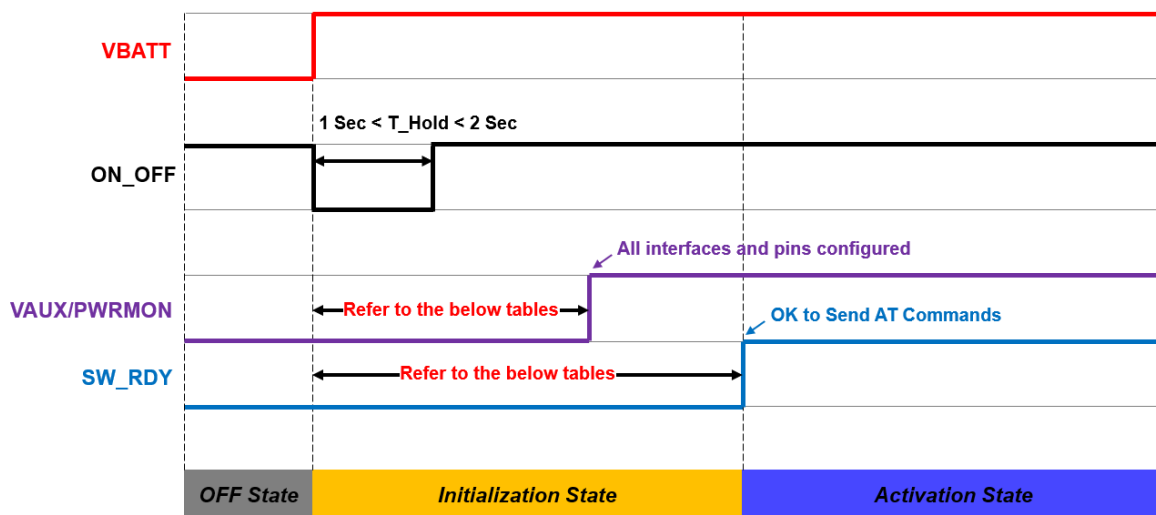 VBATT
1 Sec < T_Hold < 2 Sec
ON_OFF
All interfaces and pins configured
VAUX/PWRMON
Refer to the below tables
OK to Send AT Commands
SW_RDY
Refer to the below tables
OFF State
Initialization State
Activation State